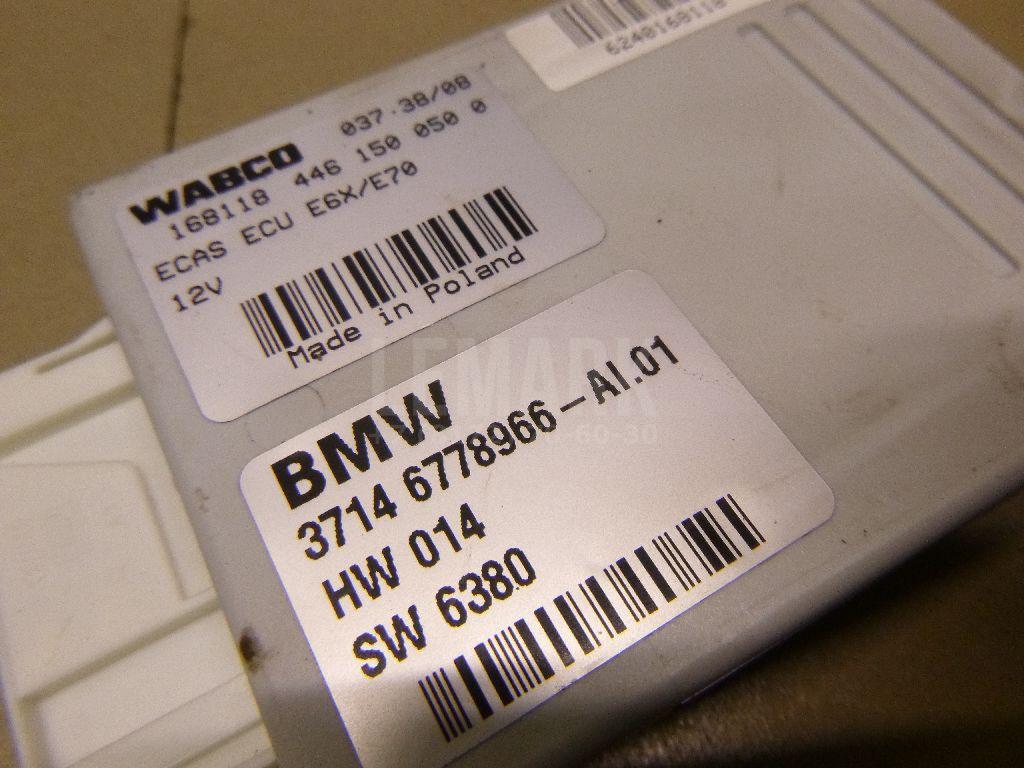 6240168118
WABCO 037.38/08
168118 446 150 050 0
ECAS ECU E6X/E70
12V
Made in Poland
LEMARK
BMW
3714 6778966-AI.01
HW 014
SW 6380